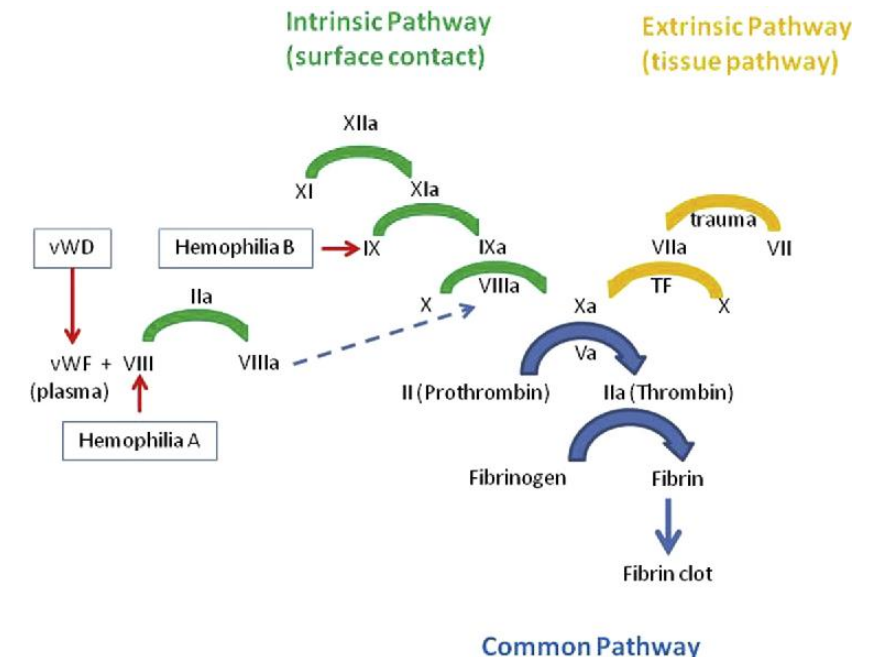 Intrinsic Pathway
(surface contact)
Extrinsic Pathway
(tissue pathway)
XIIa
XI
XIa
trauma
vWD
Hemophilia B
IX
IXa
VIIa
VII
IIa
X
VIIIa
Xa
TF
X
vWF + VIII
(plasma)
VIIIa
Va
II (Prothrombin)
IIa (Thrombin)
Hemophilia A
Fibrinogen
Fibrin
Fibrin clot
Common Pathway